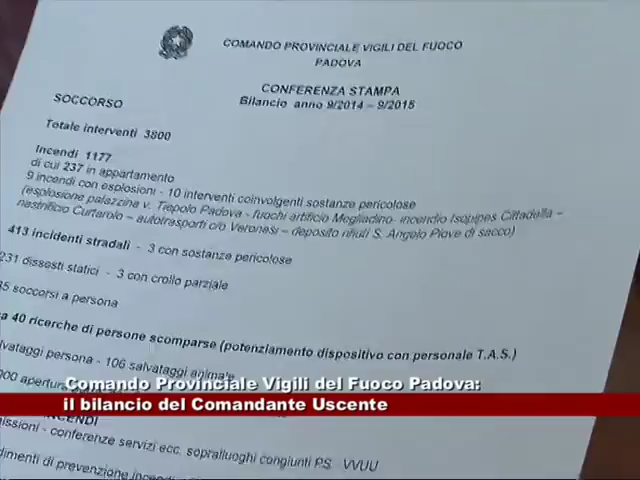 COMANDO PROVINCIALE VIGILI DEL FUOCO
PADOVA
CONFERENZA STAMPA
Bilancio anno 9/2014 – 9/2015
SOCCORSO
Totale interventi 3800
Incendi 1177
di cui 237 in appartamento
9 incendi con esplosioni - 10 interventi coinvolgenti sostanze pericolose
(esplosione palazzina v. Tiepolo Padova - fuochi artificio Megliadino- incendio Isopipes Cittadella –
nastrificio Curtarolo – autotrasporti c/o Veronesi – deposito rifiuti S. Angelo Piove di sacco)
413 incidenti stradali - 3 con sostanze pericolose
231 dissesti statici - 3 con crollo parziale
soccorsi a persona
40 ricerche di persone scomparse (potenziamento dispositivo con personale T.A.S.)
persona - 106 salvataggi animale
Comando Provinciale Vigili del Fuoco Padova:
il bilancio del Comandante Uscente
- conferenze servizi ecc. sopralluoghi congiunti P.S. VVUU
di prevenzione